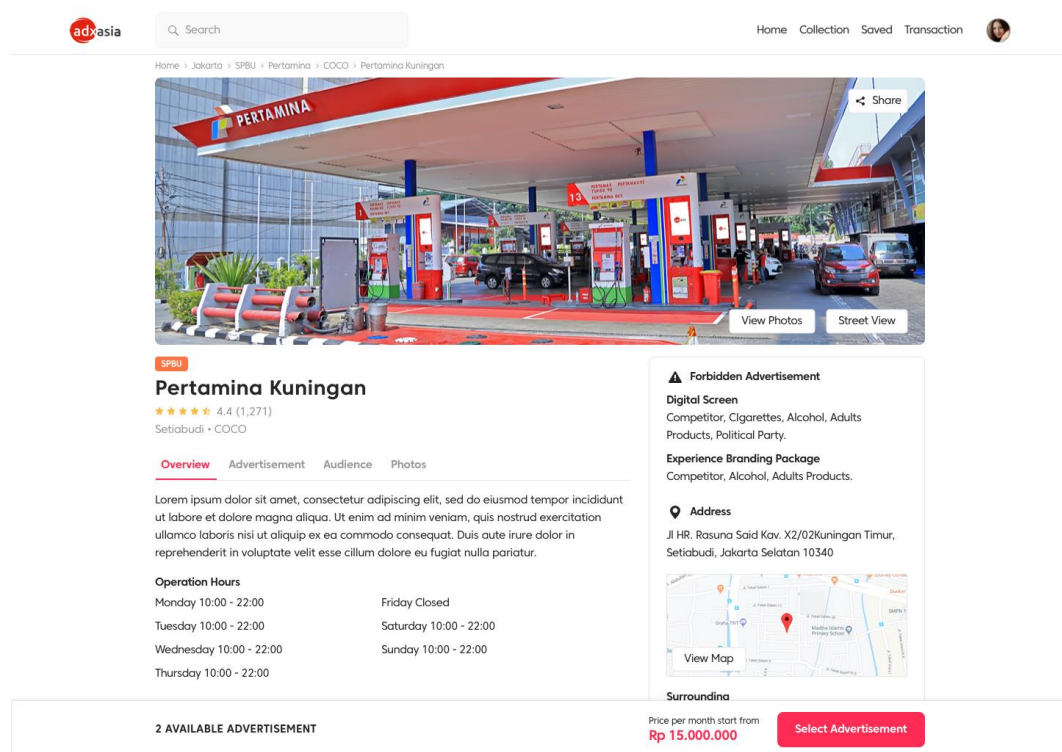 adxasia
Search
Home Collection Saved Transaction
Home > Jakarta > SPBU > Pertamina > COCO > Pertamina Kuningan
PERTAMINA
Share
13
1
View Photos
Street View
SPBU
Pertamina Kuningan
4.4 (1,271)
Setiabudi • COCO
Overview Advertisement Audience Photos
Lorem ipsum dolor sit amet, consectetur adipiscing elit, sed do eiusmod tempor incididunt
ut labore et dolore magna aliqua. Ut enim ad minim veniam, quis nostrud exercitation
ullamco laboris nisi ut aliquip ex ea commodo consequat. Duis aute irure dolor in
reprehenderit in voluptate velit esse cillum dolore eu fugiat nulla pariatur.
Operation Hours
Monday 10:00 - 22:00
Tuesday 10:00 - 22:00
Wednesday 10:00 - 22:00
Thursday 10:00 - 22:00
Friday Closed
Saturday 10:00 - 22:00
Sunday 10:00 - 22:00
Forbidden Advertisement
Digital Screen
Competitor, CIgarettes, Alcohol, Adults
Products, Political Party.
Experience Branding Package
Competitor, Alcohol, Adults Products.
Address
Jl HR. Rasuna Said Kav. X2/02Kuningan Timur,
Setiabudi, Jakarta Selatan 10340
SMPN 1
Madina Islamic
Primary School
View Map
Surrounding
2 AVAILABLE ADVERTISEMENT
Price per month start from
Rp 15.000.000
Select Advertisement